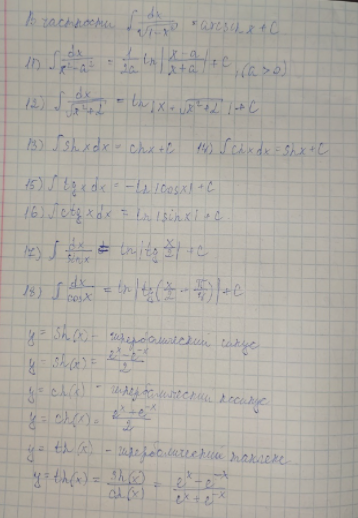 В частности ∫ dx/√(1-x²) = arcsin x + C
11) ∫ dx/(x²-a²) = 1/2a ln|(x-a)/(x+a)| + C, (a>0)
12) ∫ dx/√(x²+2) = ln|x+√(x²+2)| + C
13) ∫ sh x dx = ch x + C 14) ∫ ch x dx = sh x + C
15) ∫ tg x dx = -ln|cos x| + C
16) ∫ ctg x dx = ln|sin x| + C
17) ∫ dx/sin x = ln|tg x/2| + C
18) ∫ dx/cos x = ln|tg(x/2 + π/4)| + C
y = sh(x) - гиперболический синус
y = sh(x) = (eˣ - e⁻ˣ)/2
y = ch(x) - гиперболический косинус
y = ch(x) = (eˣ + e⁻ˣ)/2
y = th(x) - гиперболический тангенс
y = th(x) = sh(x)/ch(x) = (eˣ - e⁻ˣ)/(eˣ + e⁻ˣ)